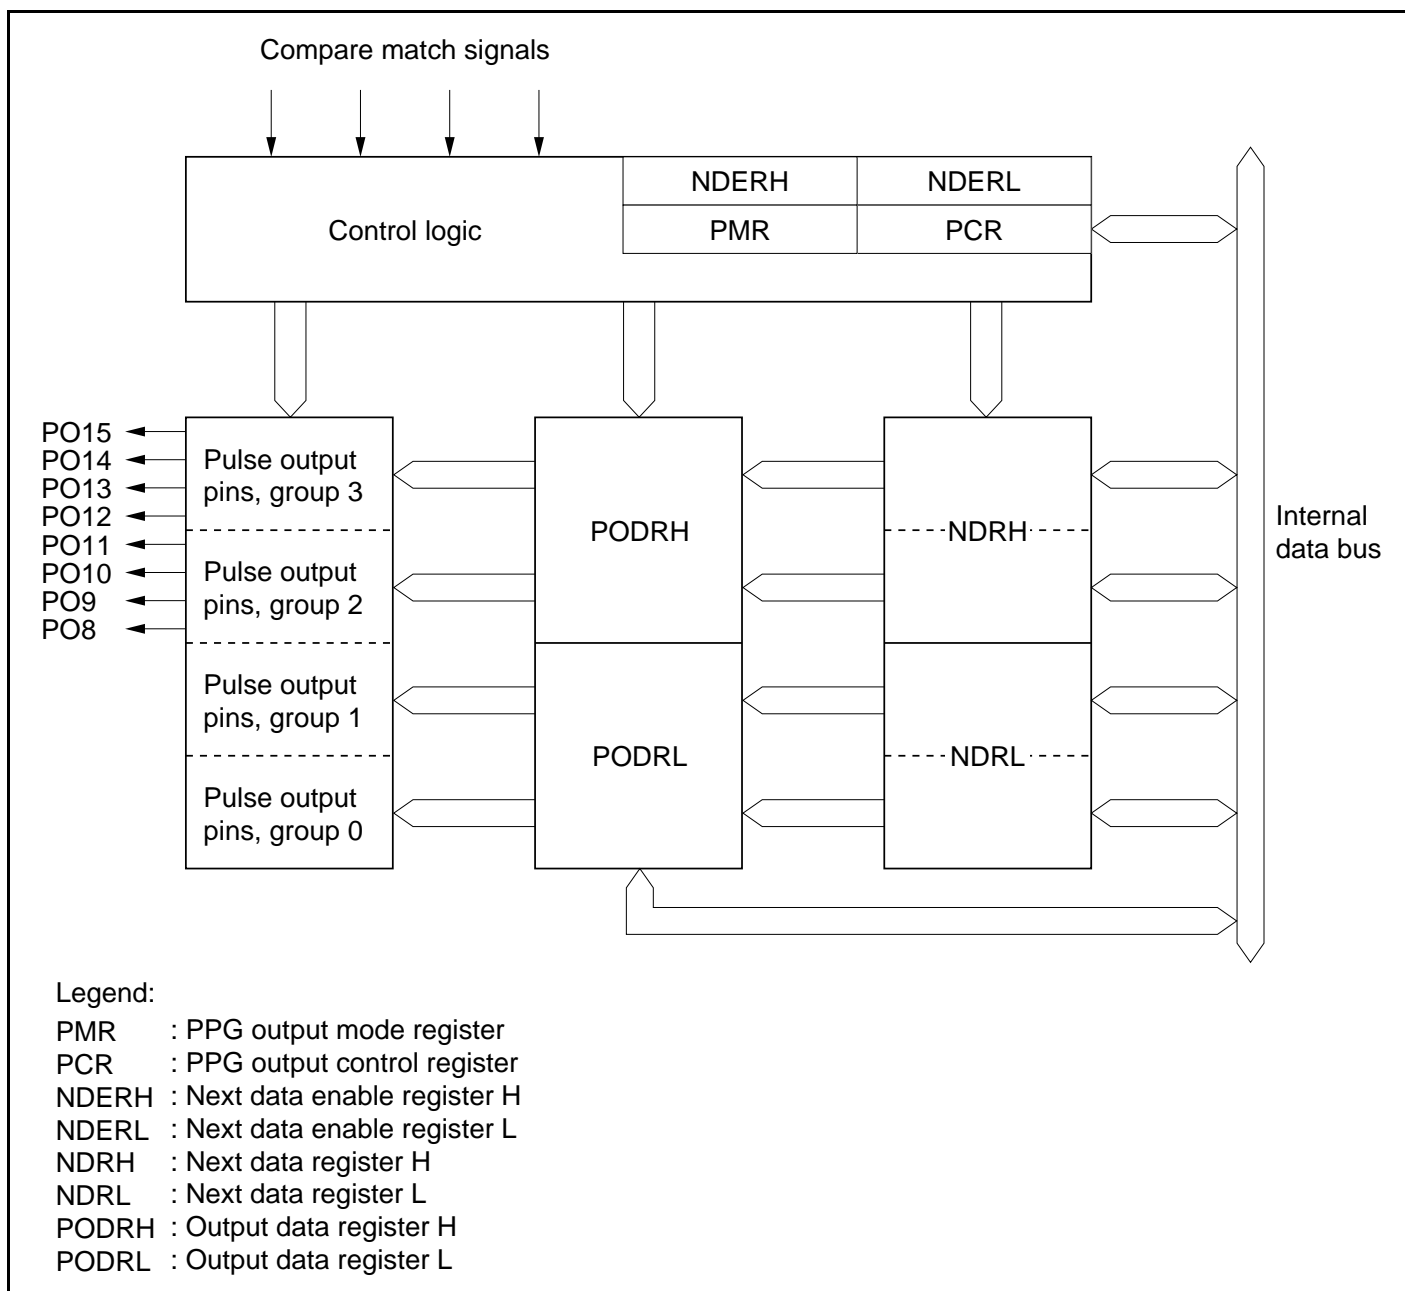 Compare match signals
NDERH NDERL
Control logic PMR PCR
PO15
PO14
PO13
PO12
PO11
PO10
PO9
PO8
Pulse output
pins, group 3
Pulse output
pins, group 2
Pulse output
pins, group 1
Pulse output
pins, group 0
PODRH
PODRL
NDRH
NDRL
Internal
data bus
Legend:
PMR : PPG output mode register
PCR : PPG output control register
NDERH : Next data enable register H
NDERL : Next data enable register L
NDRH : Next data register H
NDRL : Next data register L
PODRH : Output data register H
PODRL : Output data register L